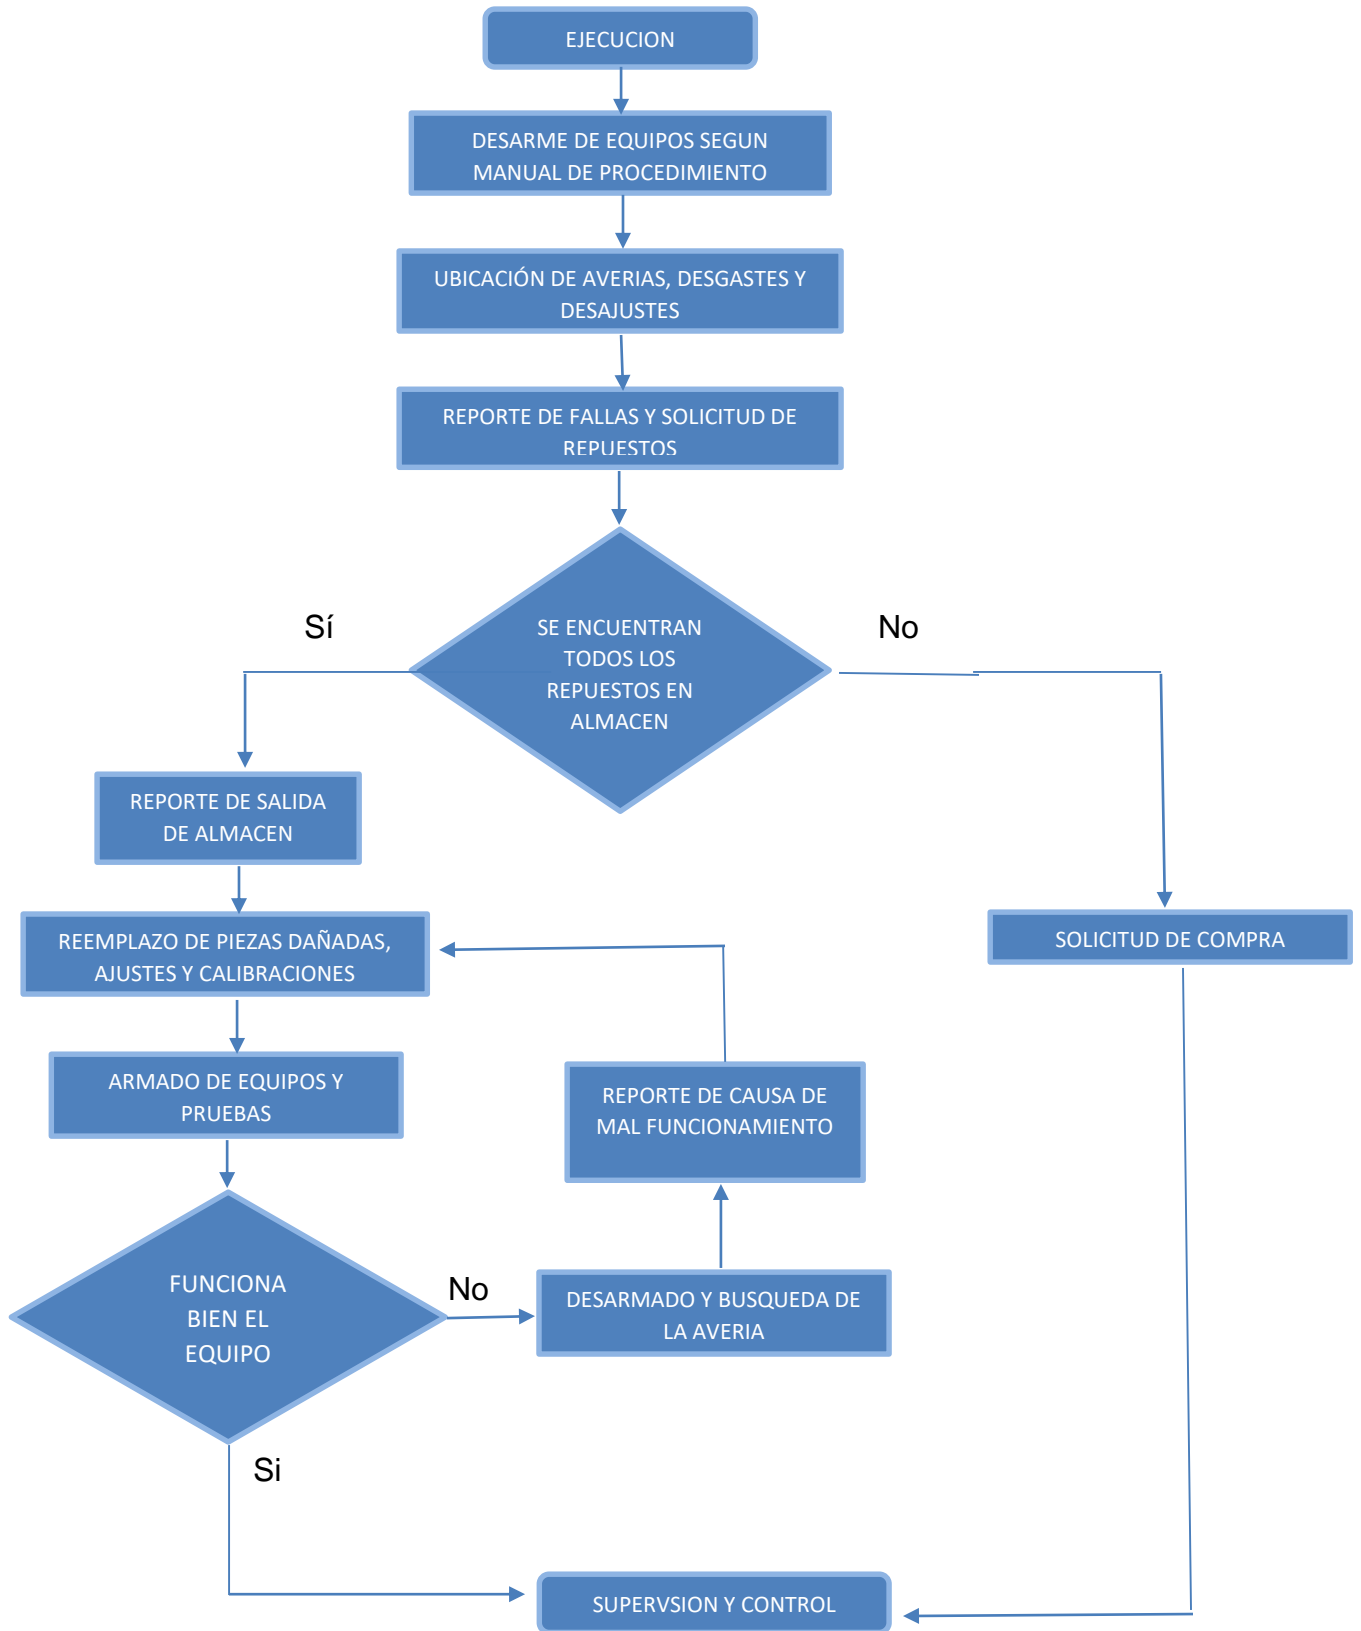 EJECUCION
DESARME DE EQUIPOS SEGUN
MANUAL DE PROCEDIMIENTO
UBICACIÓN DE AVERIAS, DESGASTES Y
DESAJUSTES
REPORTE DE FALLAS Y SOLICITUD DE
REPUESTOS
Sí
No
SE ENCUENTRAN
TODOS LOS
REPUESTOS EN
ALMACEN
REPORTE DE SALIDA
DE ALMACEN
REEMPLAZO DE PIEZAS DAÑADAS,
AJUSTES Y CALIBRACIONES
SOLICITUD DE COMPRA
ARMADO DE EQUIPOS Y
PRUEBAS
REPORTE DE CAUSA DE
MAL FUNCIONAMIENTO
FUNCIONA
BIEN EL
EQUIPO
No
DESARMADO Y BUSQUEDA DE
LA AVERIA
Si
SUPERVSION Y CONTROL